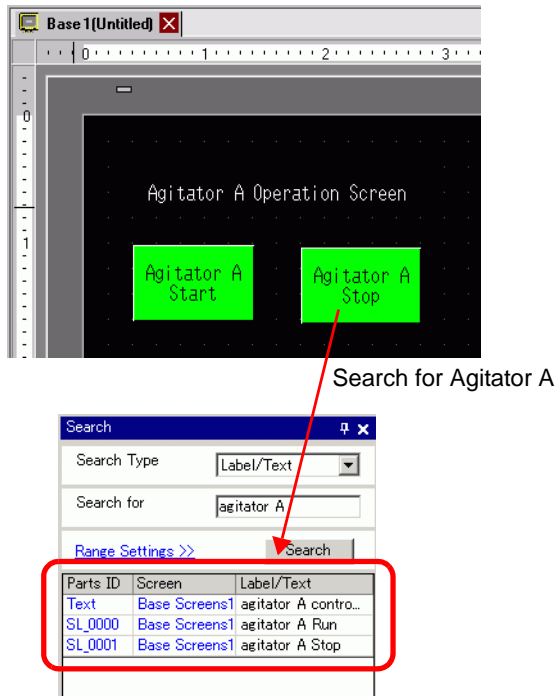 Base 1(Untitled)
0 1 2 3
0
1
Agitator A Operation Screen
Agitator A
Start
Agitator A
Stop
Search for Agitator A
Search
Search Type Label/Text
Search for agitator A
Range Settings >> Search
Parts ID Screen Label/Text
Text Base Screens1 agitator A contro...
SL_0000 Base Screens1 agitator A Run
SL_0001 Base Screens1 agitator A Stop